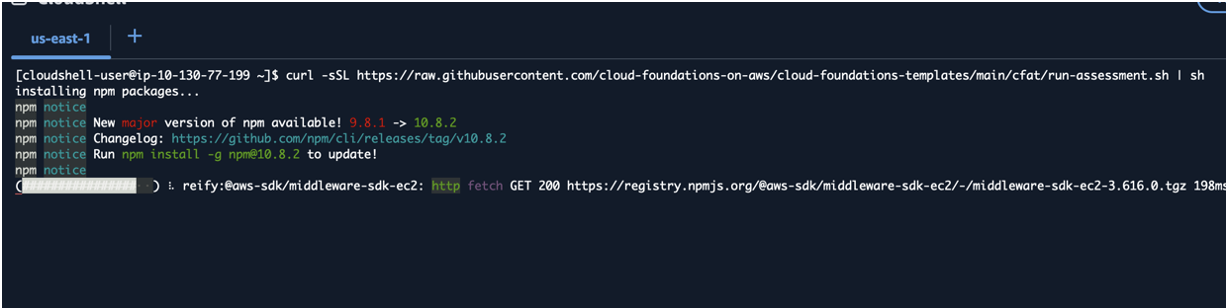 CloudShell
us-east-1 +
[cloudshell-user@ip-10-130-77-199 ~]$ curl -sSL https://raw.githubusercontent.com/cloud-foundations-on-aws/cloud-foundations-templates/main/cfat/run-assessment.sh | sh
installing npm packages...
npm notice
npm notice New major version of npm available! 9.8.1 -> 10.8.2
npm notice Changelog: https://github.com/npm/cli/releases/tag/v10.8.2
npm notice Run npm install -g npm@10.8.2 to update!
npm notice
(################⠂⠂) ⠦ reify:@aws-sdk/middleware-sdk-ec2: http fetch GET 200 https://registry.npmjs.org/@aws-sdk/middleware-sdk-ec2/-/middleware-sdk-ec2-3.616.0.tgz 198ms